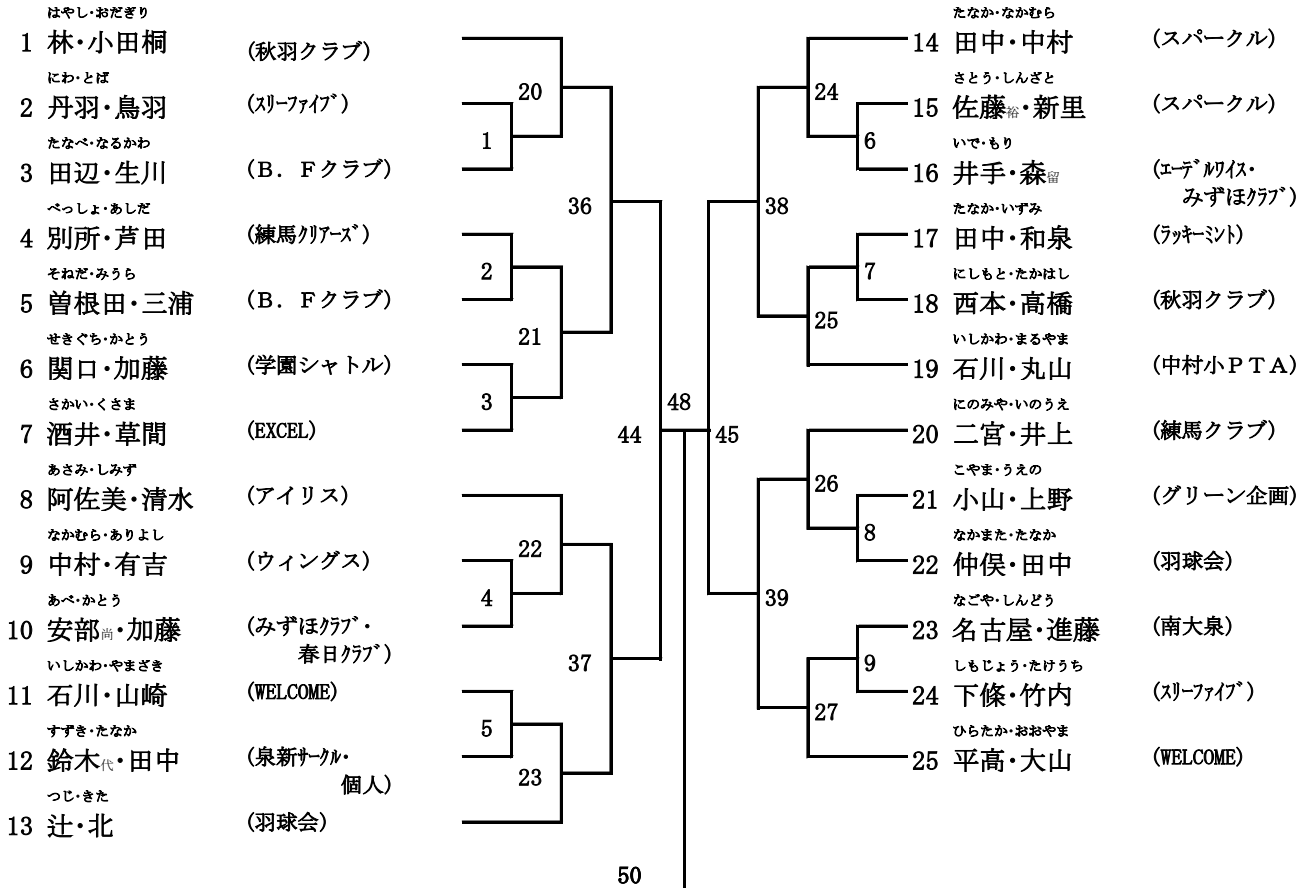 はやし・おだぎり
1 林・小田桐 (秋羽クラブ)
にわ・とば
2 丹羽・鳥羽 (ｽﾘｰﾌｧｲﾌﾞ)
たなべ・なるかわ
3 田辺・生川 (Ｂ．Ｆクラブ)
べっしょ・あしだ
4 別所・芦田 (練馬ｸﾘｱｰｽﾞ)
そねだ・みうら
5 曽根田・三浦 (Ｂ．Ｆクラブ)
せきぐち・かとう
6 関口・加藤 (学園シャトル)
さかい・くさま
7 酒井・草間 (EXCEL)
あさみ・しみず
8 阿佐美・清水 (アイリス)
なかむら・ありよし
9 中村・有吉 (ウィングス)
あべ・かとう
10 安部尚・加藤 (みずほｸﾗﾌﾞ・
春日ｸﾗﾌﾞ)
いしかわ・やまざき
11 石川・山崎 (WELCOME)
すずき・たなか
12 鈴木代・田中 (泉新ｻｰｸﾙ・
個人)
つじ・きた
13 辻・北 (羽球会)
20
1
36
2
21
3
44
22
4
37
5
23
48
50
24
6
38
7
25
45
26
8
39
9
27
たなか・なかむら
14 田中・中村 (スパークル)
さとう・しんざと
15 佐藤裕・新里 (スパークル)
いで・もり
16 井手・森留 (ｴｰﾃﾞﾙﾜｲｽ・
みずほｸﾗﾌﾞ)
たなか・いずみ
17 田中・和泉 (ﾗｯｷｰﾐﾝﾄ)
にしもと・たかはし
18 西本・高橋 (秋羽クラブ)
いしかわ・まるやま
19 石川・丸山 (中村小ＰＴＡ)
にのみや・いのうえ
20 二宮・井上 (練馬クラブ)
こやま・うえの
21 小山・上野 (グリーン企画)
なかまた・たなか
22 仲俣・田中 (羽球会)
なごや・しんどう
23 名古屋・進藤 (南大泉)
しもじょう・たけうち
24 下條・竹内 (ｽﾘｰﾌｧｲﾌﾞ)
ひらたか・おおやま
25 平高・大山 (WELCOME)